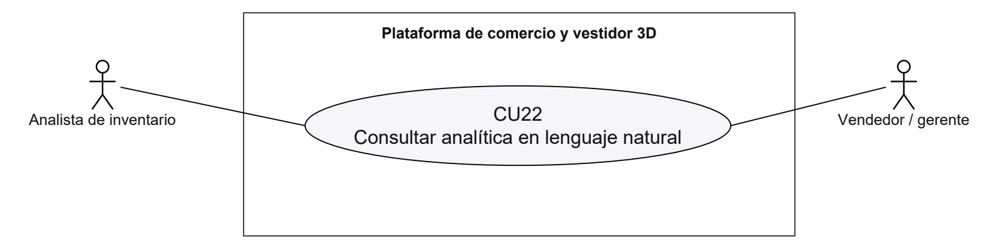 Plataforma de comercio y vestidor 3D
Analista de inventario
CU22
Consultar analítica en lenguaje natural
Vendedor / gerente